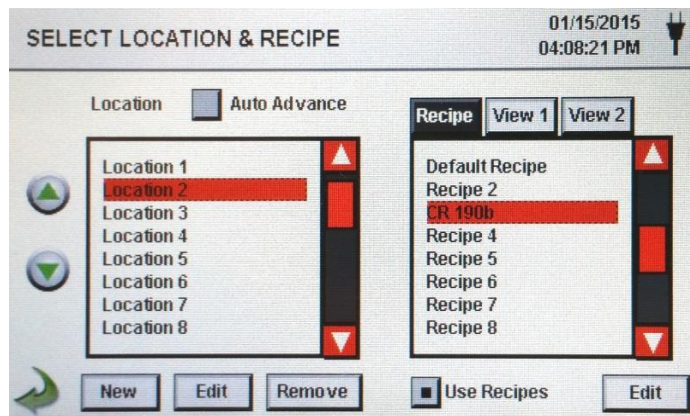 SELECT LOCATION & RECIPE
01/15/2015
04:08:21 PM
Location
Auto Advance
Recipe
View 1
View 2
Location 1
Location 2
Location 3
Location 4
Location 5
Location 6
Location 7
Location 8
Default Recipe
Recipe 2
CR 190b
Recipe 4
Recipe 5
Recipe 6
Recipe 7
Recipe 8
New
Edit
Remove
Use Recipes
Edit